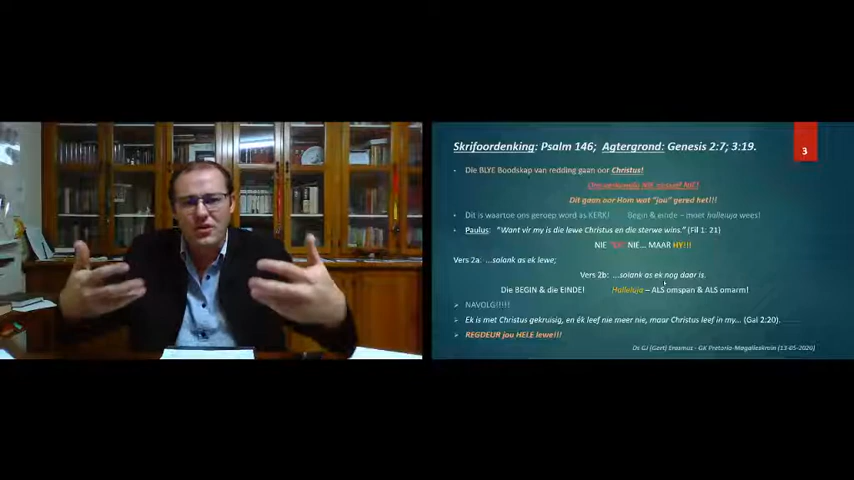 Skrifoordenking: Psalm 146; Agtergrond: Genesis 2:7; 3:19.
3
Die BLYE Boodskap van redding gaan oor Christus!
NIE NIE!
Dit gaan oor Hom wat "jou" gered het!!!
Dit is waartoe ons geroep word as KERK! Begin & einde – moet halleluja wees!
Paulus: "Want vir my is die lewe Christus en die sterwe wins." (Fil 1: 21)
NIE NIE... MAAR HY!!!
Vers 2a: ...solank as ek lewe;
Vers 2b: ...solank as ek nog daar is.
Die BEGIN & die EINDE! Halleluja – ALS omspan & ALS omarm!
NAVOLG!!!!!
Ek is met Christus gekruisig, en ék leef nie meer nie, maar Christus leef in my... (Gal 2:20).
REGDEUR jou HELE lewe!!!
Ds GJ (Gert) Erasmus - GK Pretoria-Magalieskruin (13-05-2020)